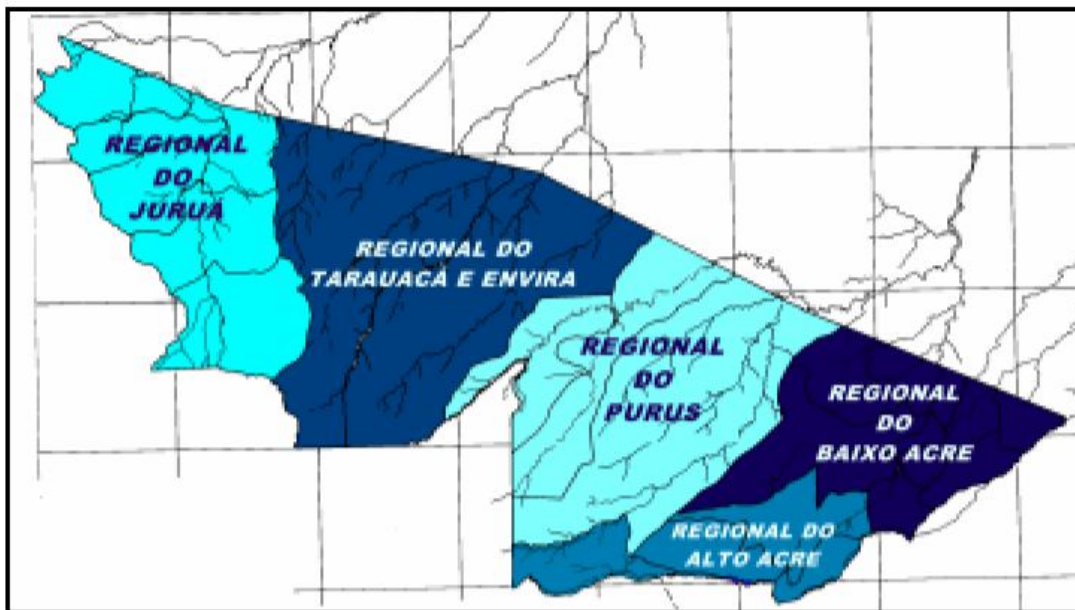 REGIONAL
DO
JURUÁ
REGIONAL DO
TARAUACÁ E ENVIRA
REGIONAL
DO
PURUS
REGIONAL
DO
BAIXO ACRE
REGIONAL DO
ALTO ACRE